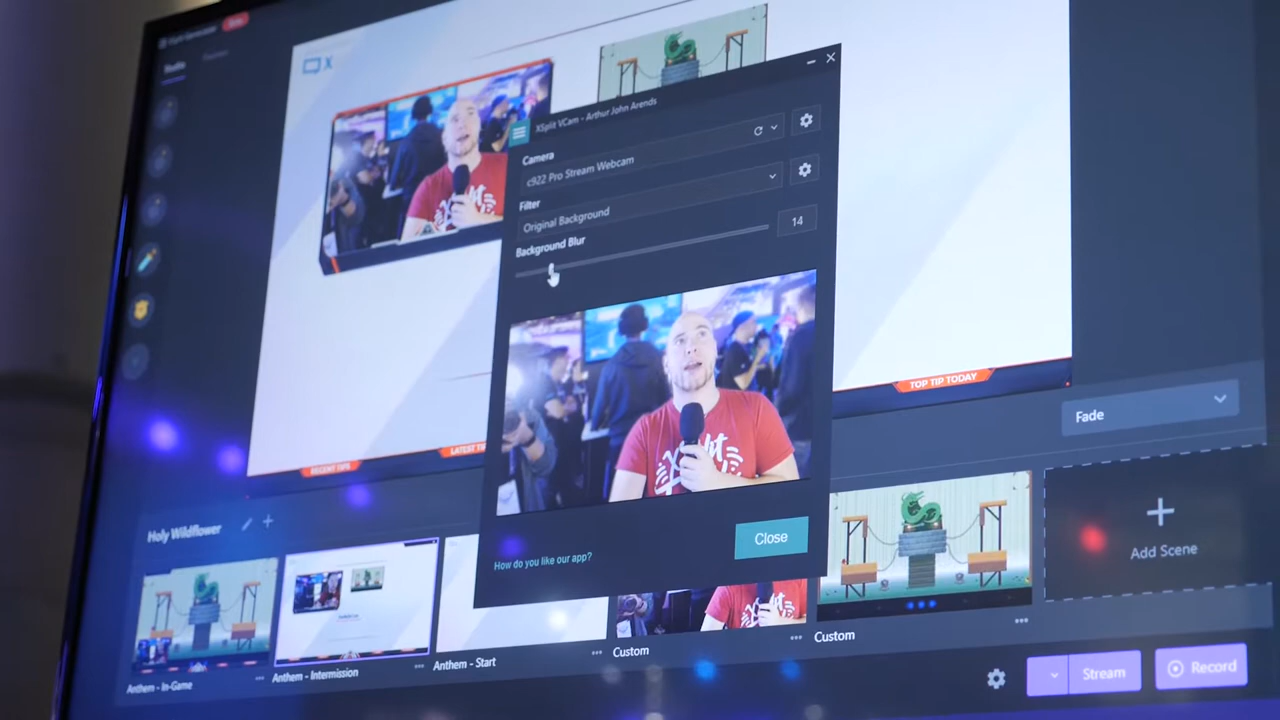 X
XSplit VCam - Arthur John Arends
Camera
c922 Pro Stream Webcam
Filter
Original Background
Background Blur
14
TOP TIP TODAY
RECENT TIPS
Fade
Holy Wildflower
Close
How do you like our app?
Add Scene
Anthem - In-Game
Anthem - Intermission
Anthem - Start
Custom
Custom
Stream
Record